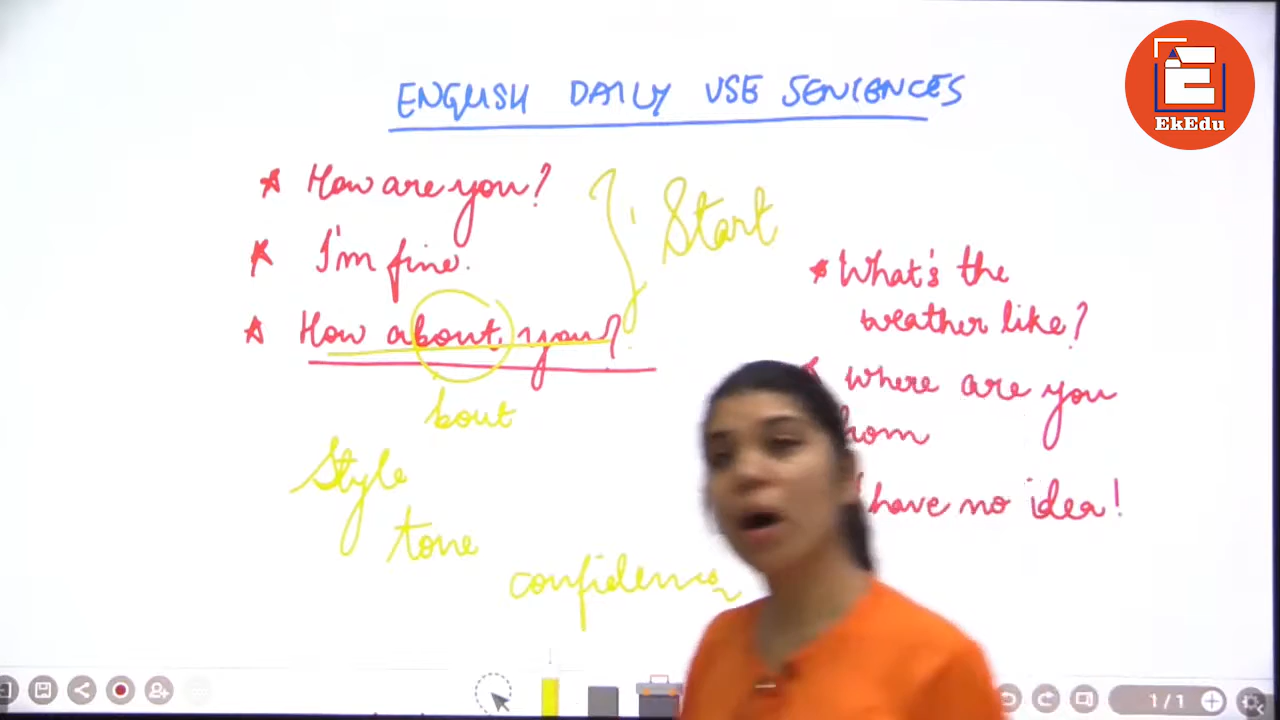 ENGLISH DAILY USE SENTENCES
EkEdu
How are you?
I'm fine.
How about you?
Start
bout
Style
tone
confidence
What's the
weather like?
Where are you
have no idea!
1/1